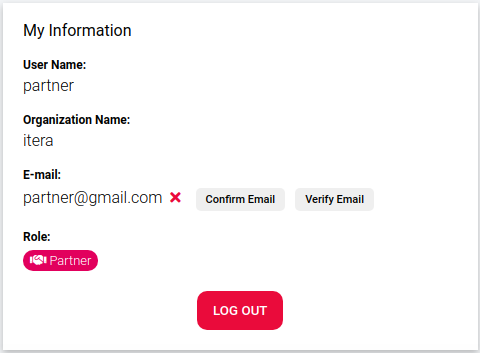 My Information
User Name:
partner
Organization Name:
itera
E-mail:
partner@gmail.com Confirm Email Verify Email
Role:
Partner
LOG OUT